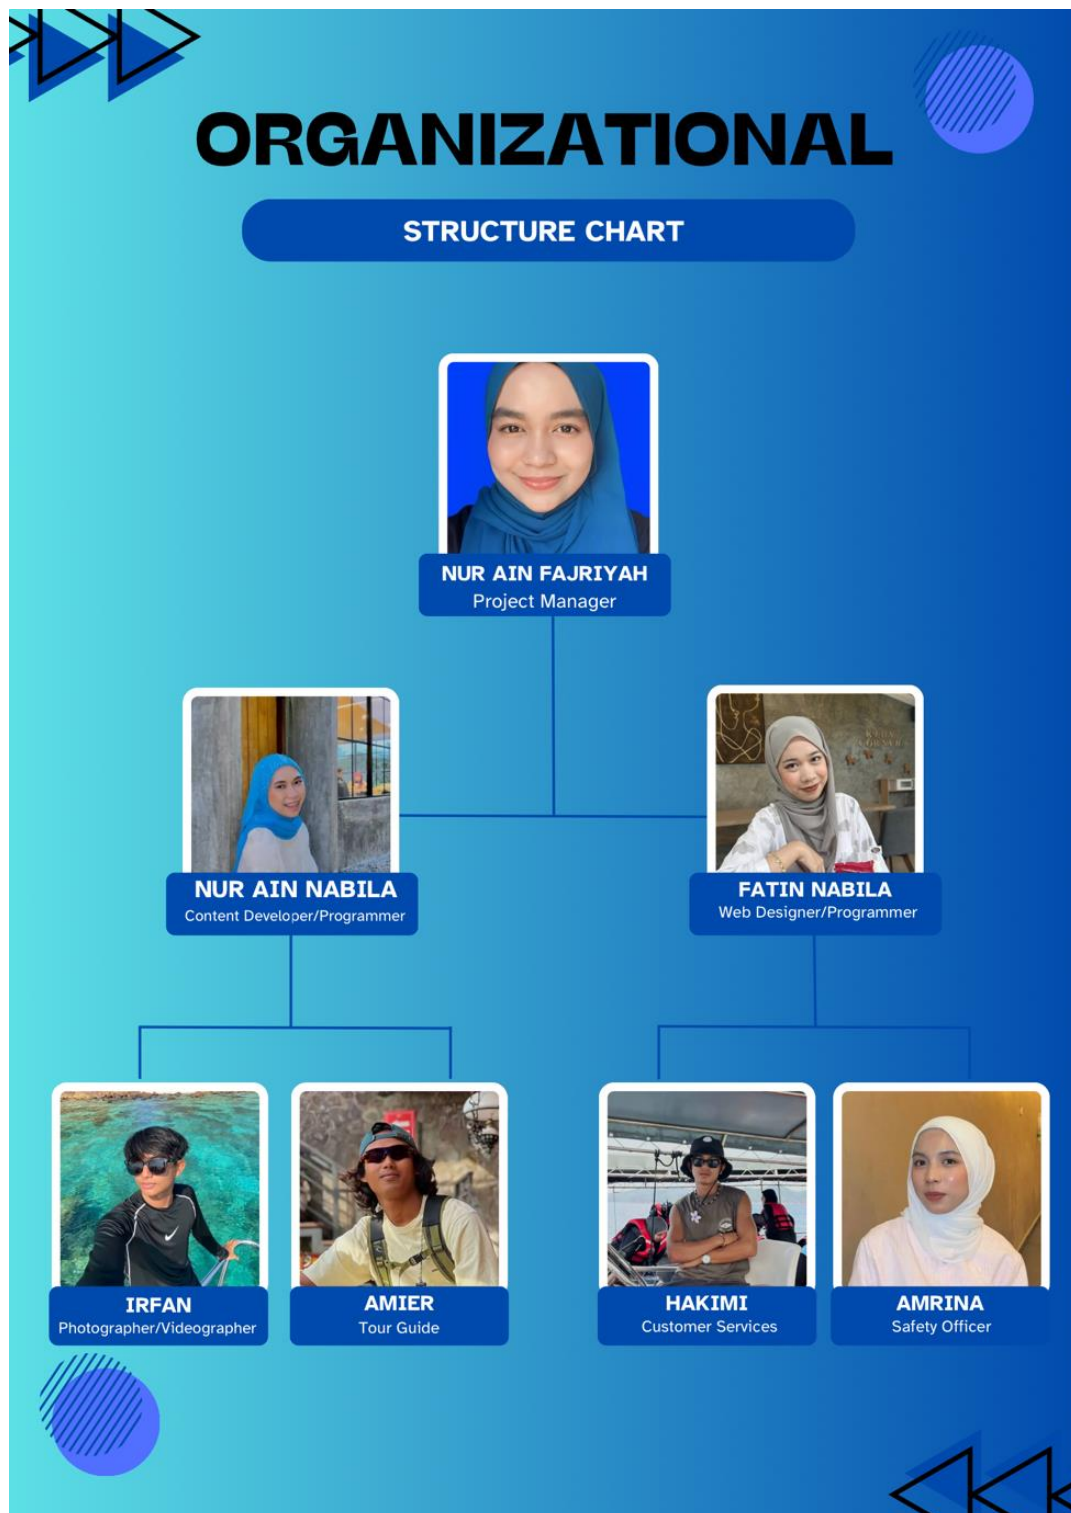 ORGANIZATIONAL
STRUCTURE CHART
NUR AIN FAJRIYAH
Project Manager
NUR AIN NABILA
Content Developer/Programmer
FATIN NABILA
Web Designer/Programmer
IRFAN
Photographer/Videographer
AMIER
Tour Guide
HAKIMI
Customer Services
AMRINA
Safety Officer